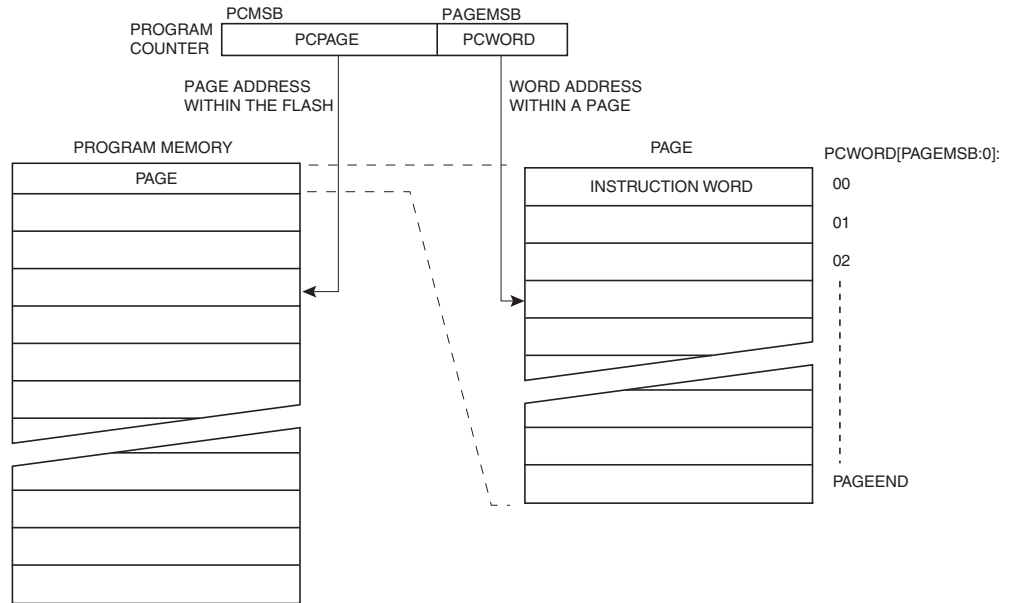 PCMSB
PAGEMSB
PROGRAM
COUNTER
PCPAGE
PCWORD
PAGE ADDRESS
WITHIN THE FLASH
WORD ADDRESS
WITHIN A PAGE
PROGRAM MEMORY
PAGE
PAGE
INSTRUCTION WORD
PCWORD[PAGEMSB:0]:
00
01
02
PAGEEND